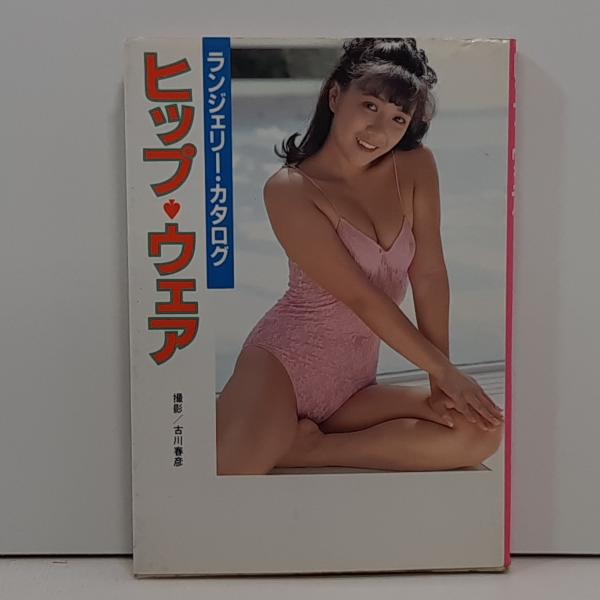 ランジェリー・カタログ
ヒップ♠ウェア
撮影/古川春彦